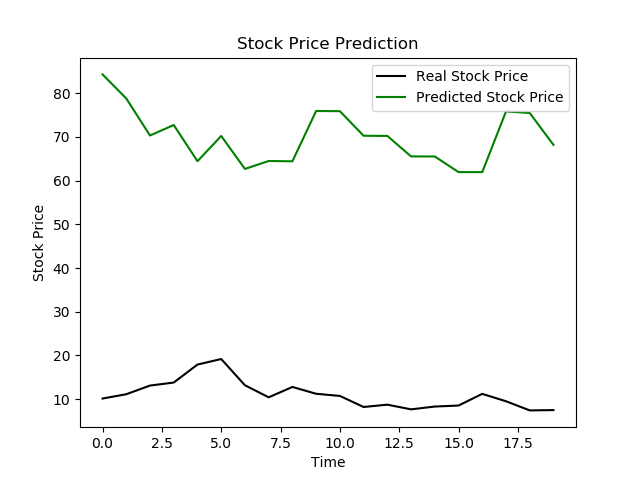 Stock Price Prediction
Real Stock Price
Predicted Stock Price
80
70
60
50
40
30
20
10
Stock Price
0.0 2.5 5.0 7.5 10.0 12.5 15.0 17.5
Time